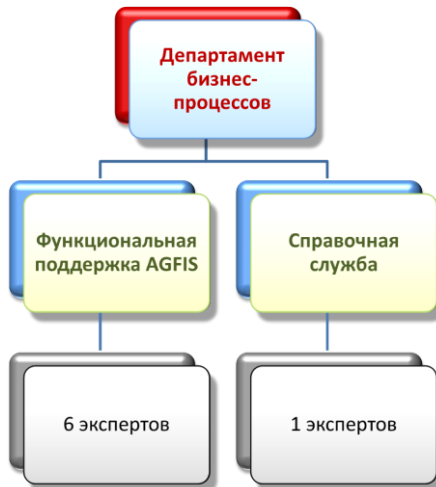 Департамент
бизнес-
процессов
Функциональная
поддержка AGFIS
Справочная
служба
6 экспертов
1 экспертов